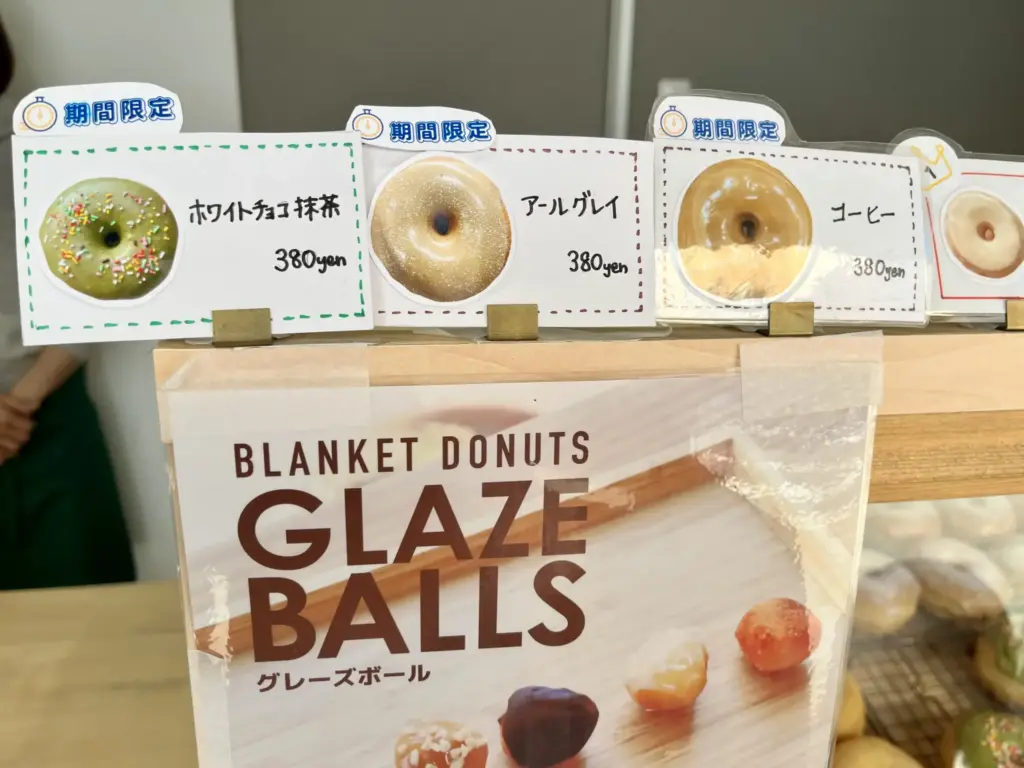 期間限定
ホワイトチョコ抹茶
380yen
期間限定
アールグレイ
380yen
期間限定
コーヒー
380yen
BLANKET DONUTS
GLAZE
BALLS
グレーズボール